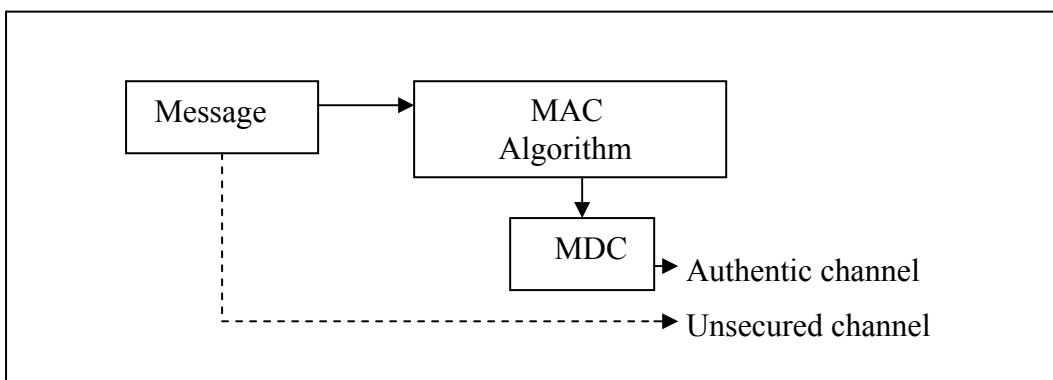 Message
MAC
Algorithm
MDC
Authentic channel
Unsecured channel